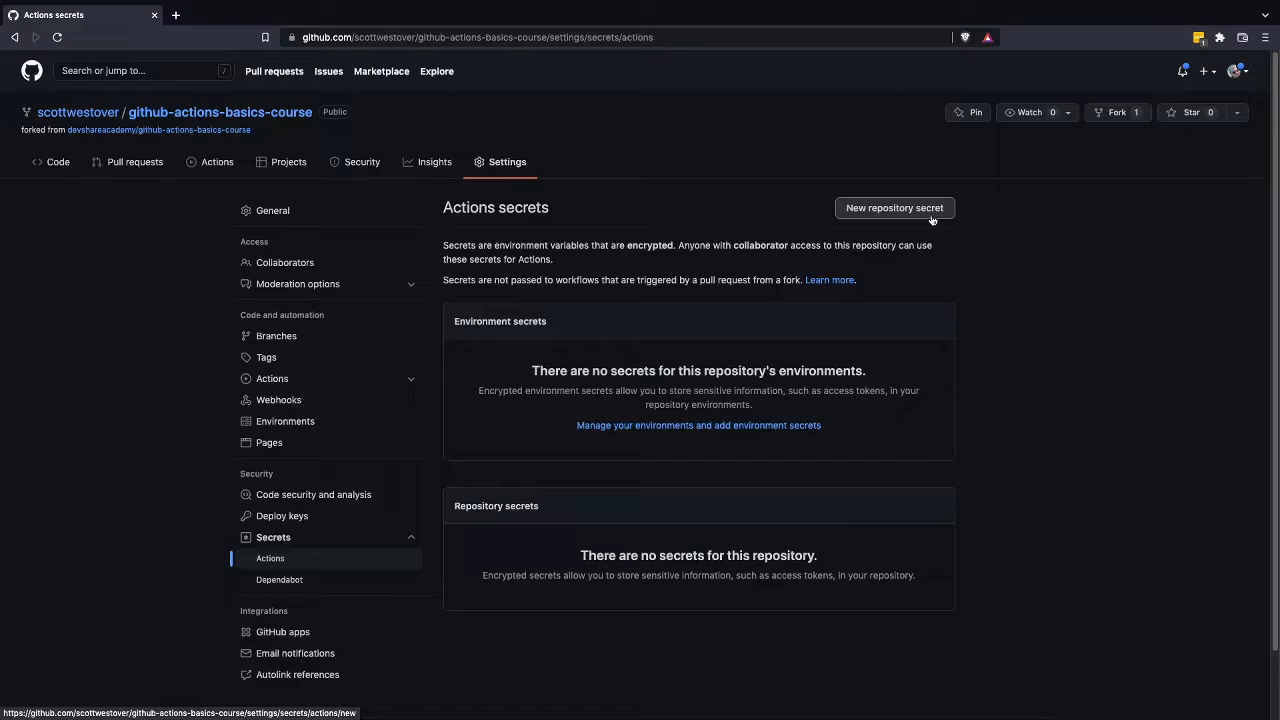 Actions secrets
github.com/scottwestover/github-actions-basics-course/settings/secrets/actions
1
Search or jump to... /
Pull requests Issues Marketplace Explore
scottwestover / github-actions-basics-course Public
Pin Watch 0 Fork 1 Star 0
forked from devshareacademy/github-actions-basics-course
Code Pull requests Actions Projects Security Insights Settings
General
Access
Collaborators
Moderation options
Code and automation
Branches
Tags
Actions
Webhooks
Environments
Pages
Security
Code security and analysis
Deploy keys
Secrets
Actions
Dependabot
Integrations
GitHub apps
Email notifications
Autolink references
Actions secrets
New repository secret
Secrets are environment variables that are encrypted. Anyone with collaborator access to this repository can use
these secrets for Actions.
Secrets are not passed to workflows that are triggered by a pull request from a fork. Learn more.
Environment secrets
There are no secrets for this repository's environments.
Encrypted environment secrets allow you to store sensitive information, such as access tokens, in your
repository environments.
Manage your environments and add environment secrets
Repository secrets
There are no secrets for this repository.
Encrypted secrets allow you to store sensitive information, such as access tokens, in your repository.
https://github.com/scottwestover/github-actions-basics-course/settings/secrets/actions/new